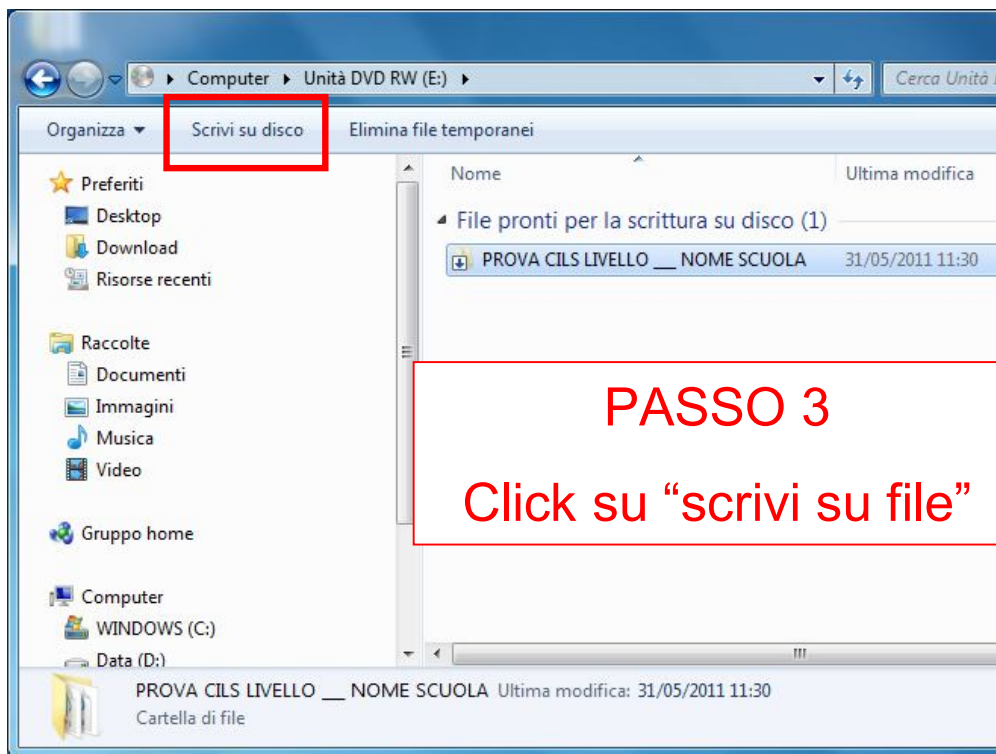 Computer Unità DVD RW (E:)
Cerca Unità
Organizza Scrivi su disco Elimina file temporanei
Preferiti
Desktop
Download
Risorse recenti
Raccolte
Documenti
Immagini
Musica
Video
Gruppo home
Computer
WINDOWS (C:)
Data (D:)
Nome Ultima modifica
File pronti per la scrittura su disco (1)
PROVA CILS LIVELLO __ NOME SCUOLA 31/05/2011 11:30
PASSO 3
Click su “scrivi su file”
PROVA CILS LIVELLO __ NOME SCUOLA Ultima modifica: 31/05/2011 11:30
Cartella di file